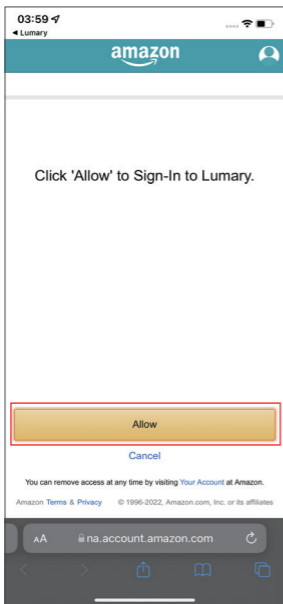 03:59
◀ Lumary
amazon
Click 'Allow' to Sign-In to Lumary.
Allow
Cancel
You can remove access at any time by visiting Your Account at Amazon.
Amazon Terms & Privacy © 1996-2022, Amazon.com, Inc. or its affiliates
AA na.account.amazon.com